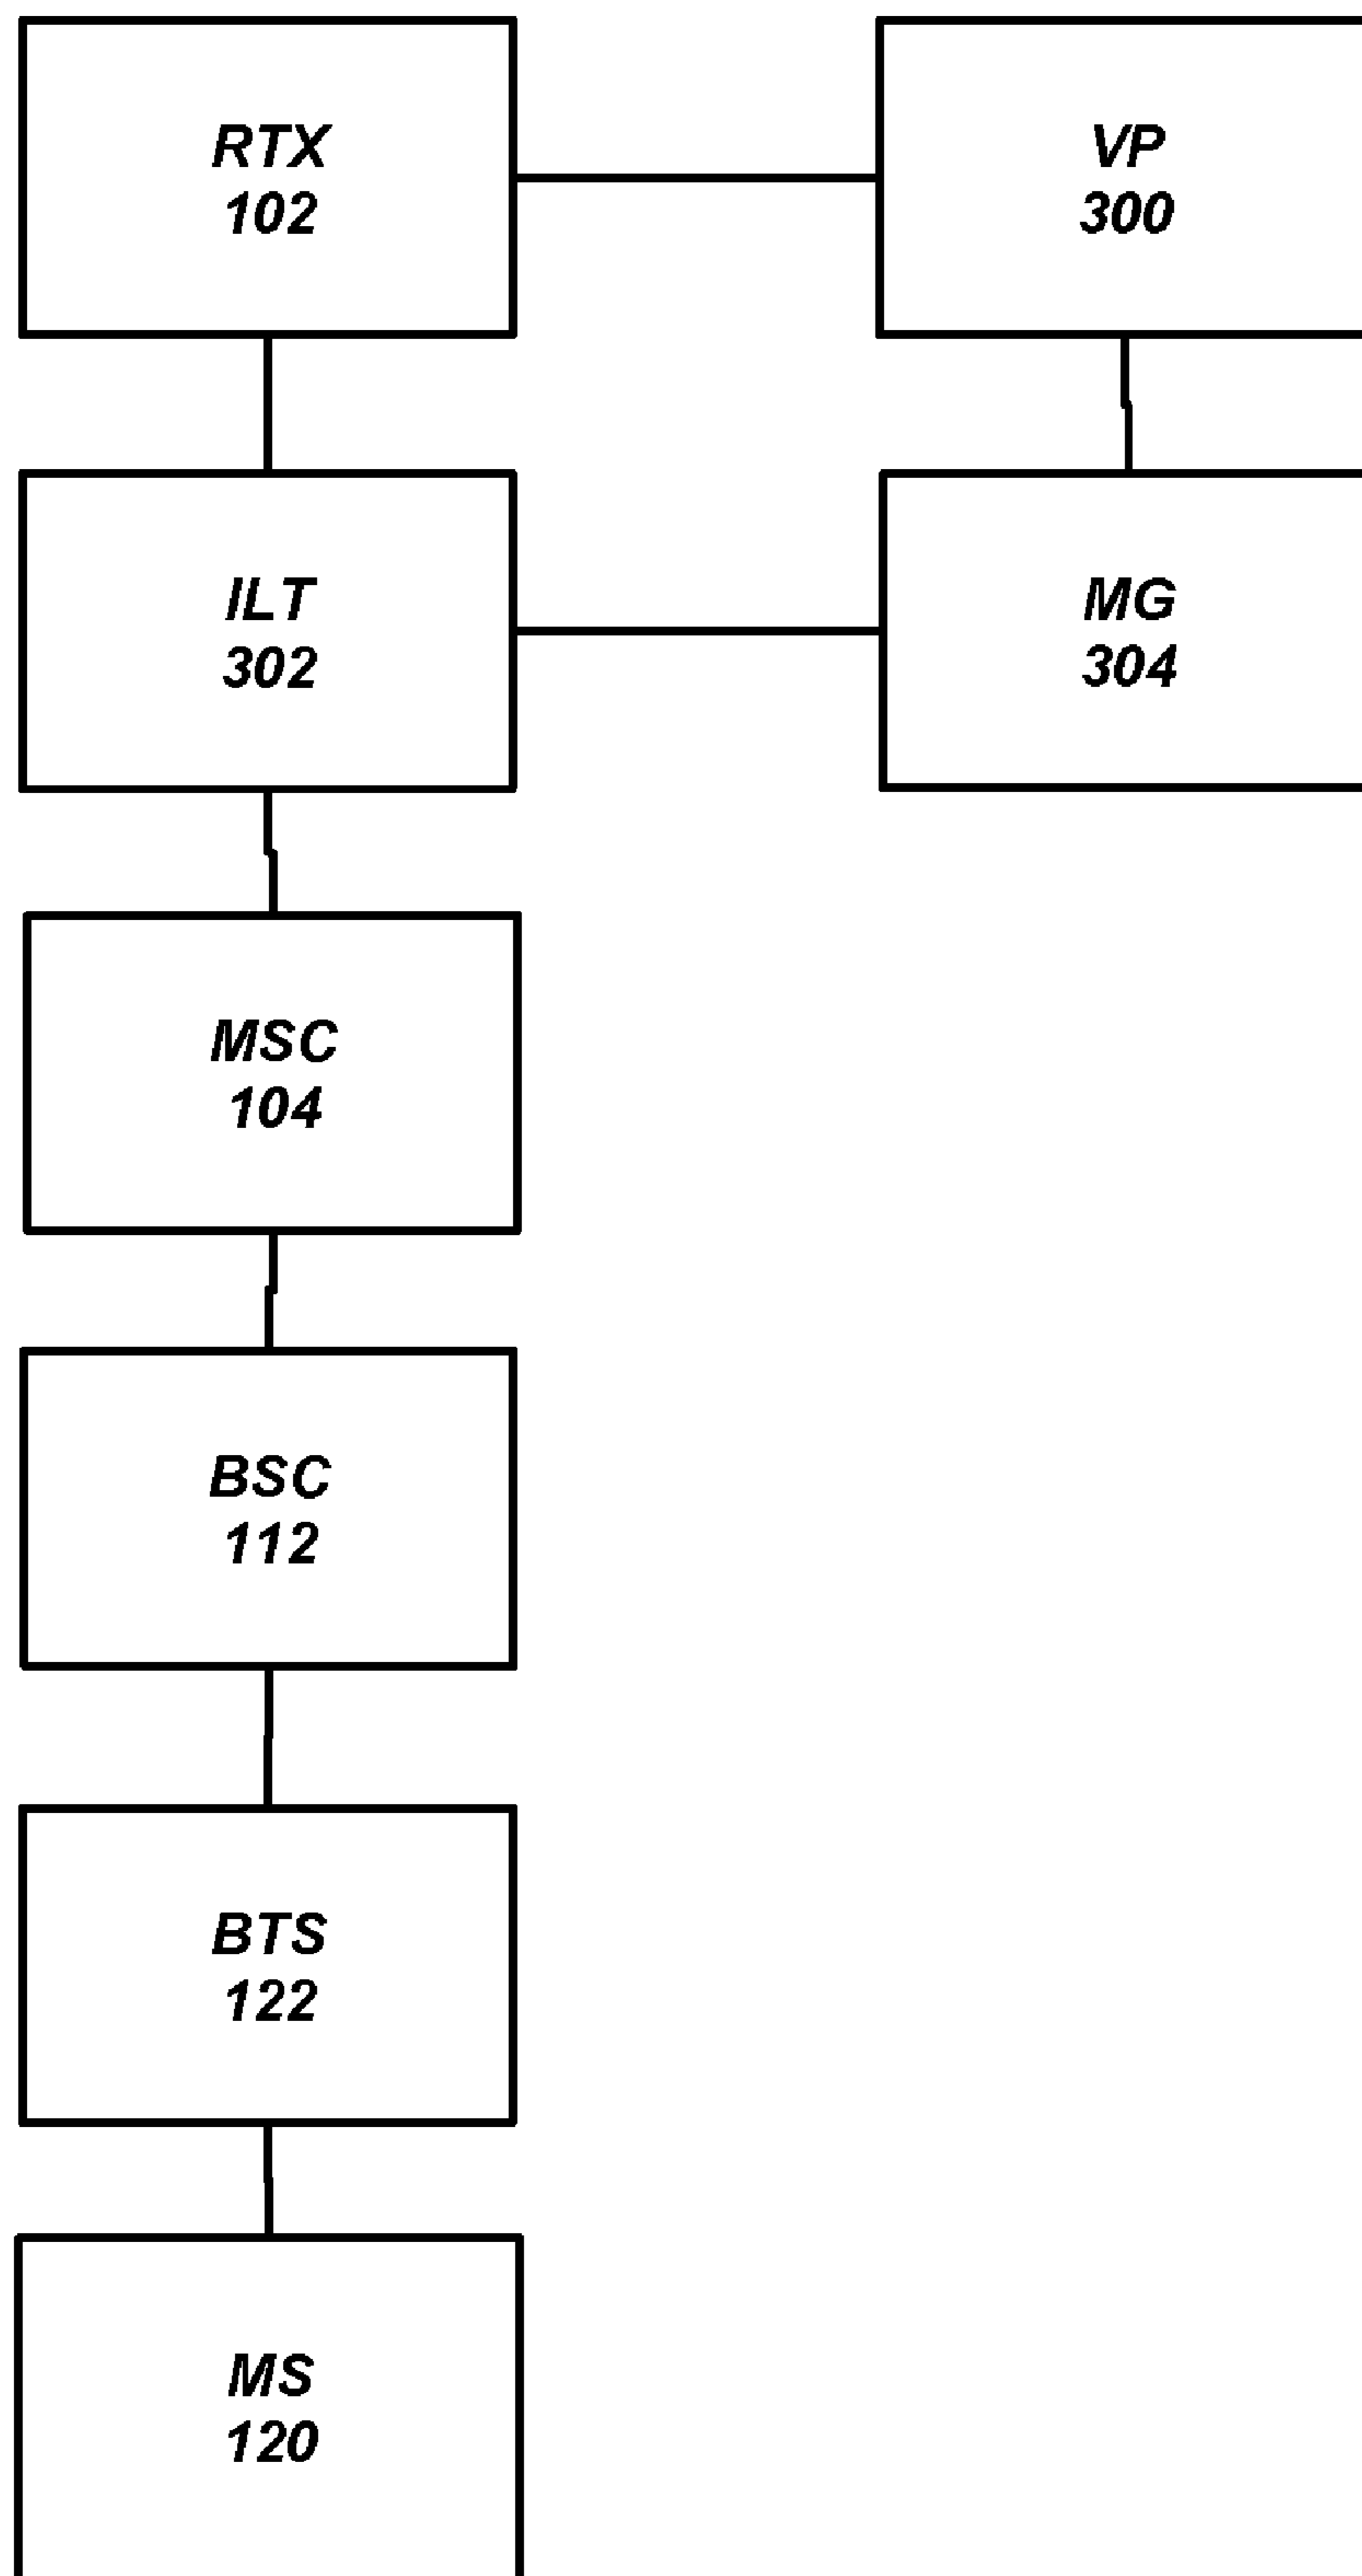 RTX
102
VP
300
ILT
302
MG
304
MSC
104
BSC
112
BTS
122
MS
120